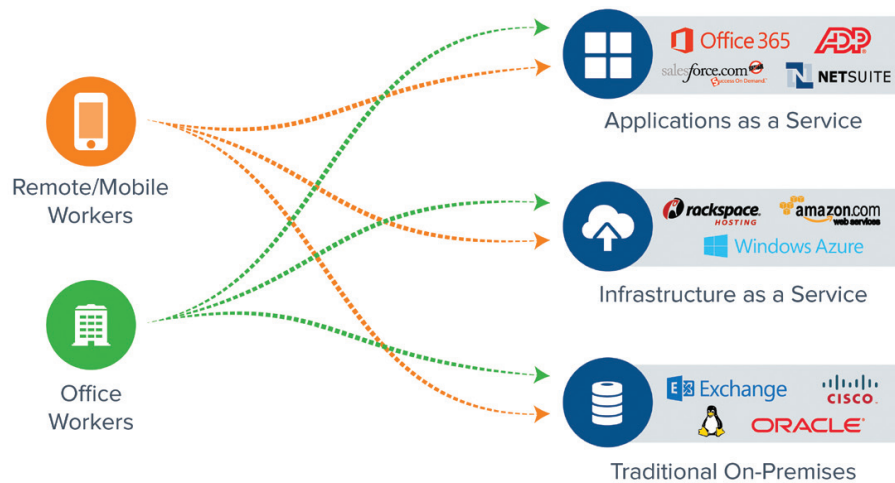 Remote/Mobile
Workers
Office
Workers
Office 365
ADP
salesforce.com
Success On Demand
NETSUITE
Applications as a Service
rackspace.
HOSTING
amazon.com
web services
Windows Azure
Infrastructure as a Service
E Exchange
CISCO
ORACLE
Traditional On-Premises